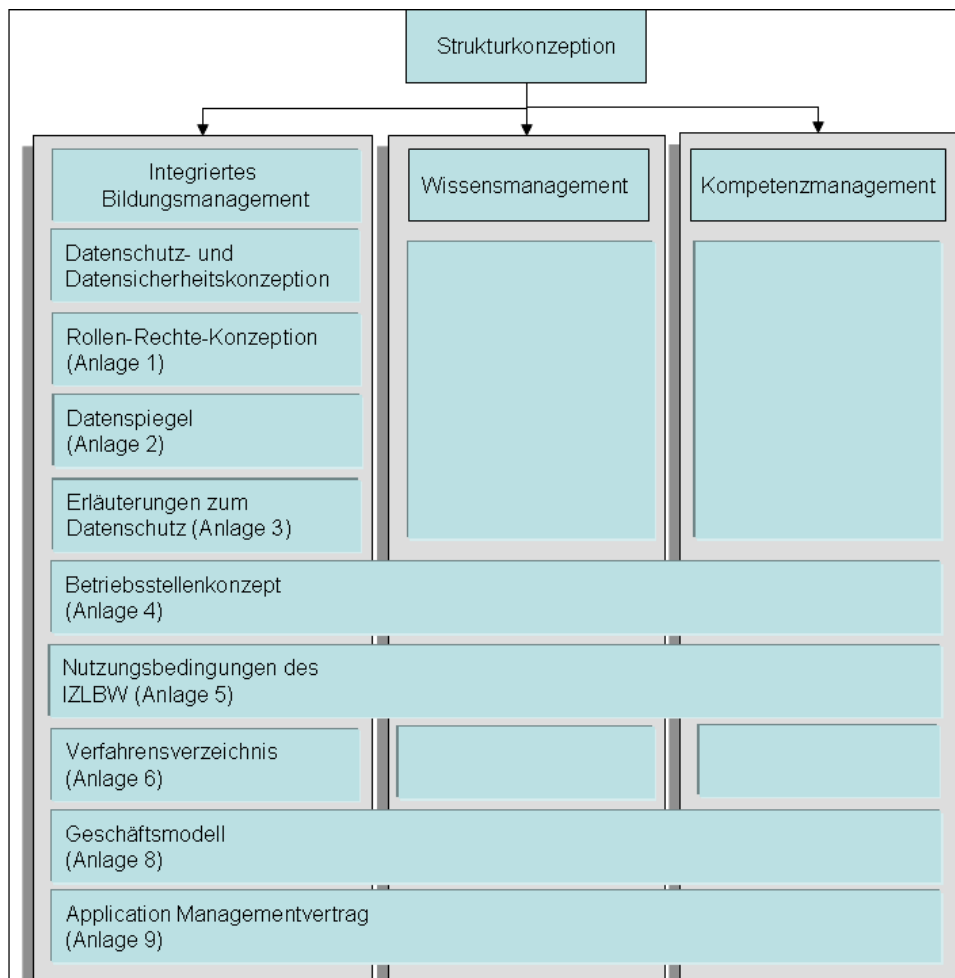 Strukturkonzeption
Integriertes
Bildungsmanagement
Wissensmanagement
Kompetenzmanagement
Datenschutz- und
Datensicherheitskonzeption
Rollen-Rechte-Konzeption
(Anlage 1)
Datenspiegel
(Anlage 2)
Erläuterungen zum
Datenschutz (Anlage 3)
Betriebsstellenkonzept
(Anlage 4)
Nutzungsbedingungen des
IZLBW (Anlage 5)
Verfahrensverzeichnis
(Anlage 6)
Geschäftsmodell
(Anlage 8)
Application Managementvertrag
(Anlage 9)